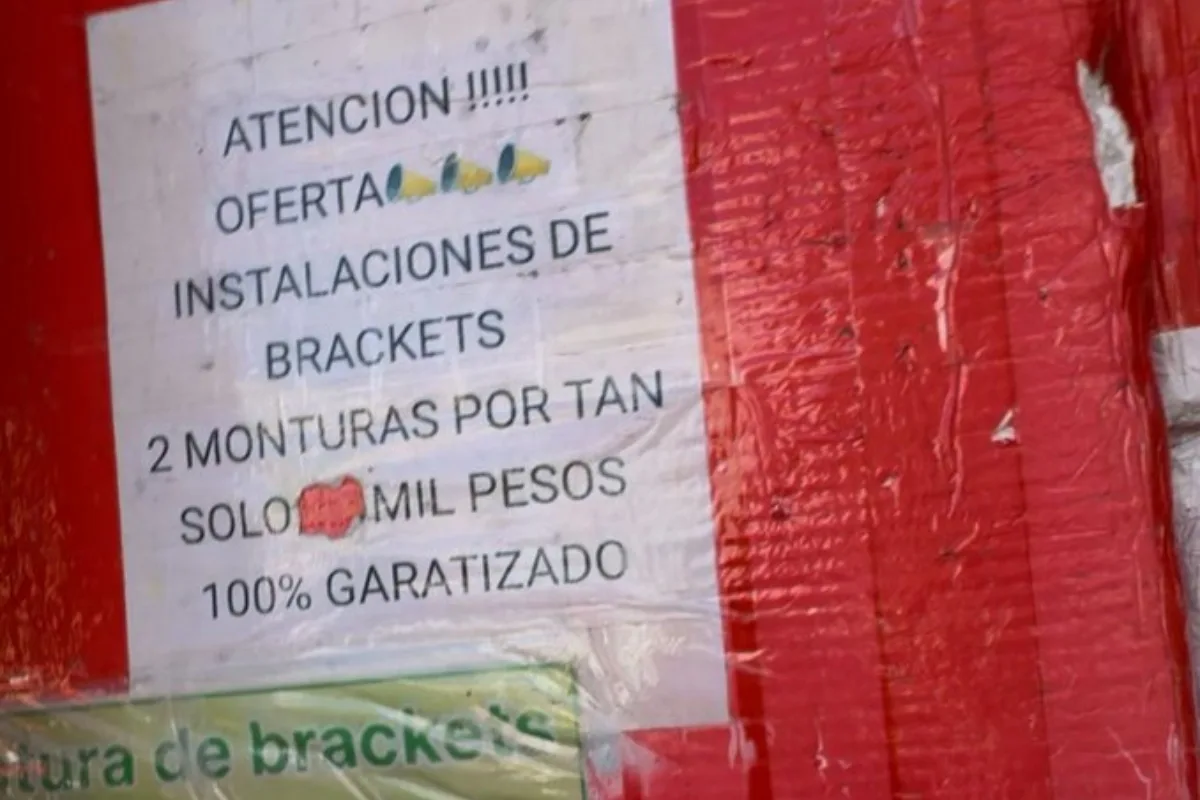 ATENCION !!!!!
OFERTA📢📢📢
INSTALACIONES DE
BRACKETS
2 MONTURAS POR TAN
SOLO MIL PESOS
100% GARATIZADO
tura de brackets